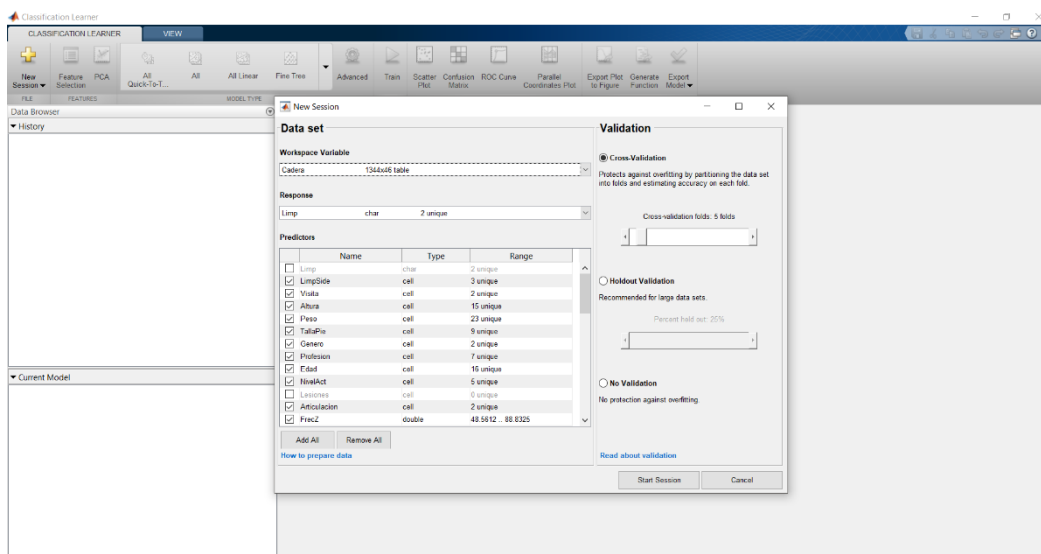 Classification Learner
CLASSIFICATION LEARNER VIEW
New Session Feature Selection PCA All Quick-To-T... All All Linear Fine Tree Advanced Train Scatter Plot Confusion Matrix ROC Curve Parallel Coordinates Plot Export Plot to Figure Generate Function Export Model
FILE FEATURES MODEL TYPE
Data Browser
History
Current Model
New Session
Data set
Workspace Variable
Cadera 1344x46 table
Response
Limp char 2 unique
Predictors
Name Type Range
Limp char 2 unique
LimpSide cell 3 unique
Visita cell 2 unique
Altura cell 15 unique
Peso cell 23 unique
TallaPie cell 9 unique
Genero cell 2 unique
Profesion cell 7 unique
Edad cell 16 unique
NivelAct cell 5 unique
Lesiones cell 0 unique
Articulacion cell 2 unique
FrecZ double 48.5612 .. 88.8325
Add All Remove All
How to prepare data
Validation
Cross-Validation
Protects against overfitting by partitioning the data set
into folds and estimating accuracy on each fold.
Cross-validation folds: 5 folds
Holdout Validation
Recommended for large data sets.
Percent held out: 25%
No Validation
No protection against overfitting.
Read about validation
Start Session Cancel